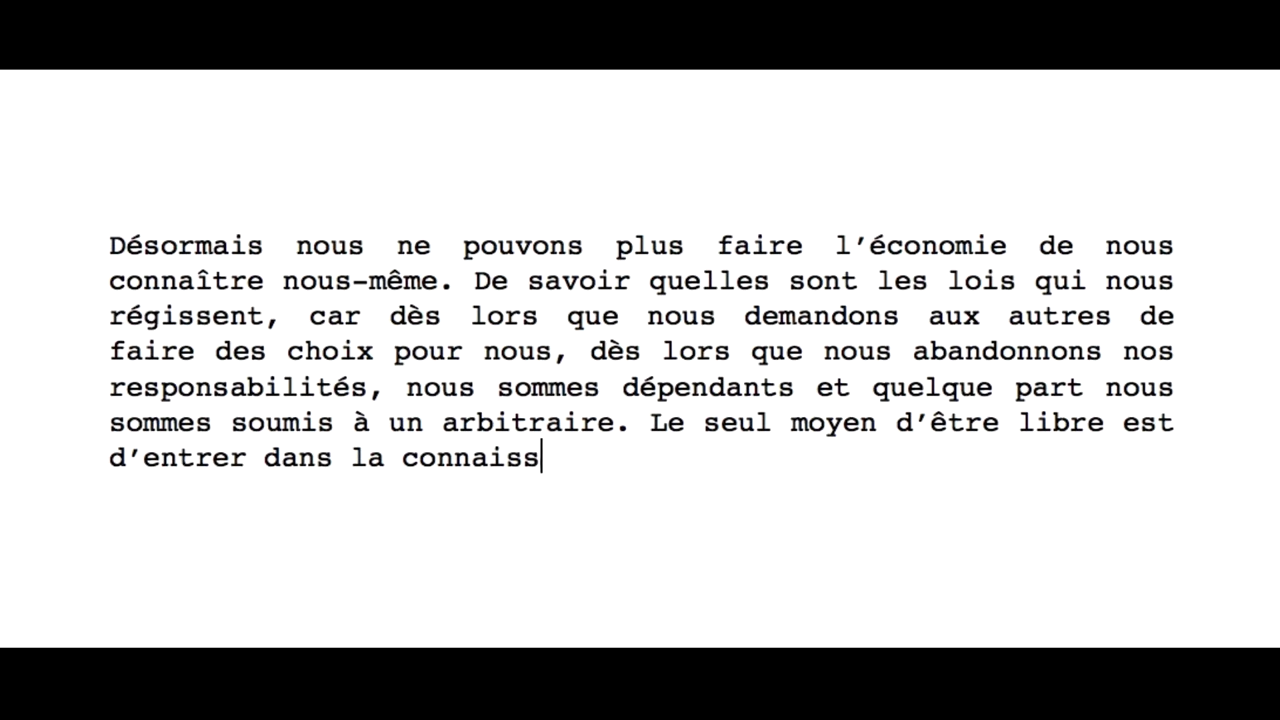 Désormais nous ne pouvons plus faire l’économie de nous
connaître nous-même. De savoir quelles sont les lois qui nous
régissent, car dès lors que nous demandons aux autres de
faire des choix pour nous, dès lors que nous abandonnons nos
responsabilités, nous sommes dépendants et quelque part nous
sommes soumis à un arbitraire. Le seul moyen d’être libre est
d’entrer dans la connaiss